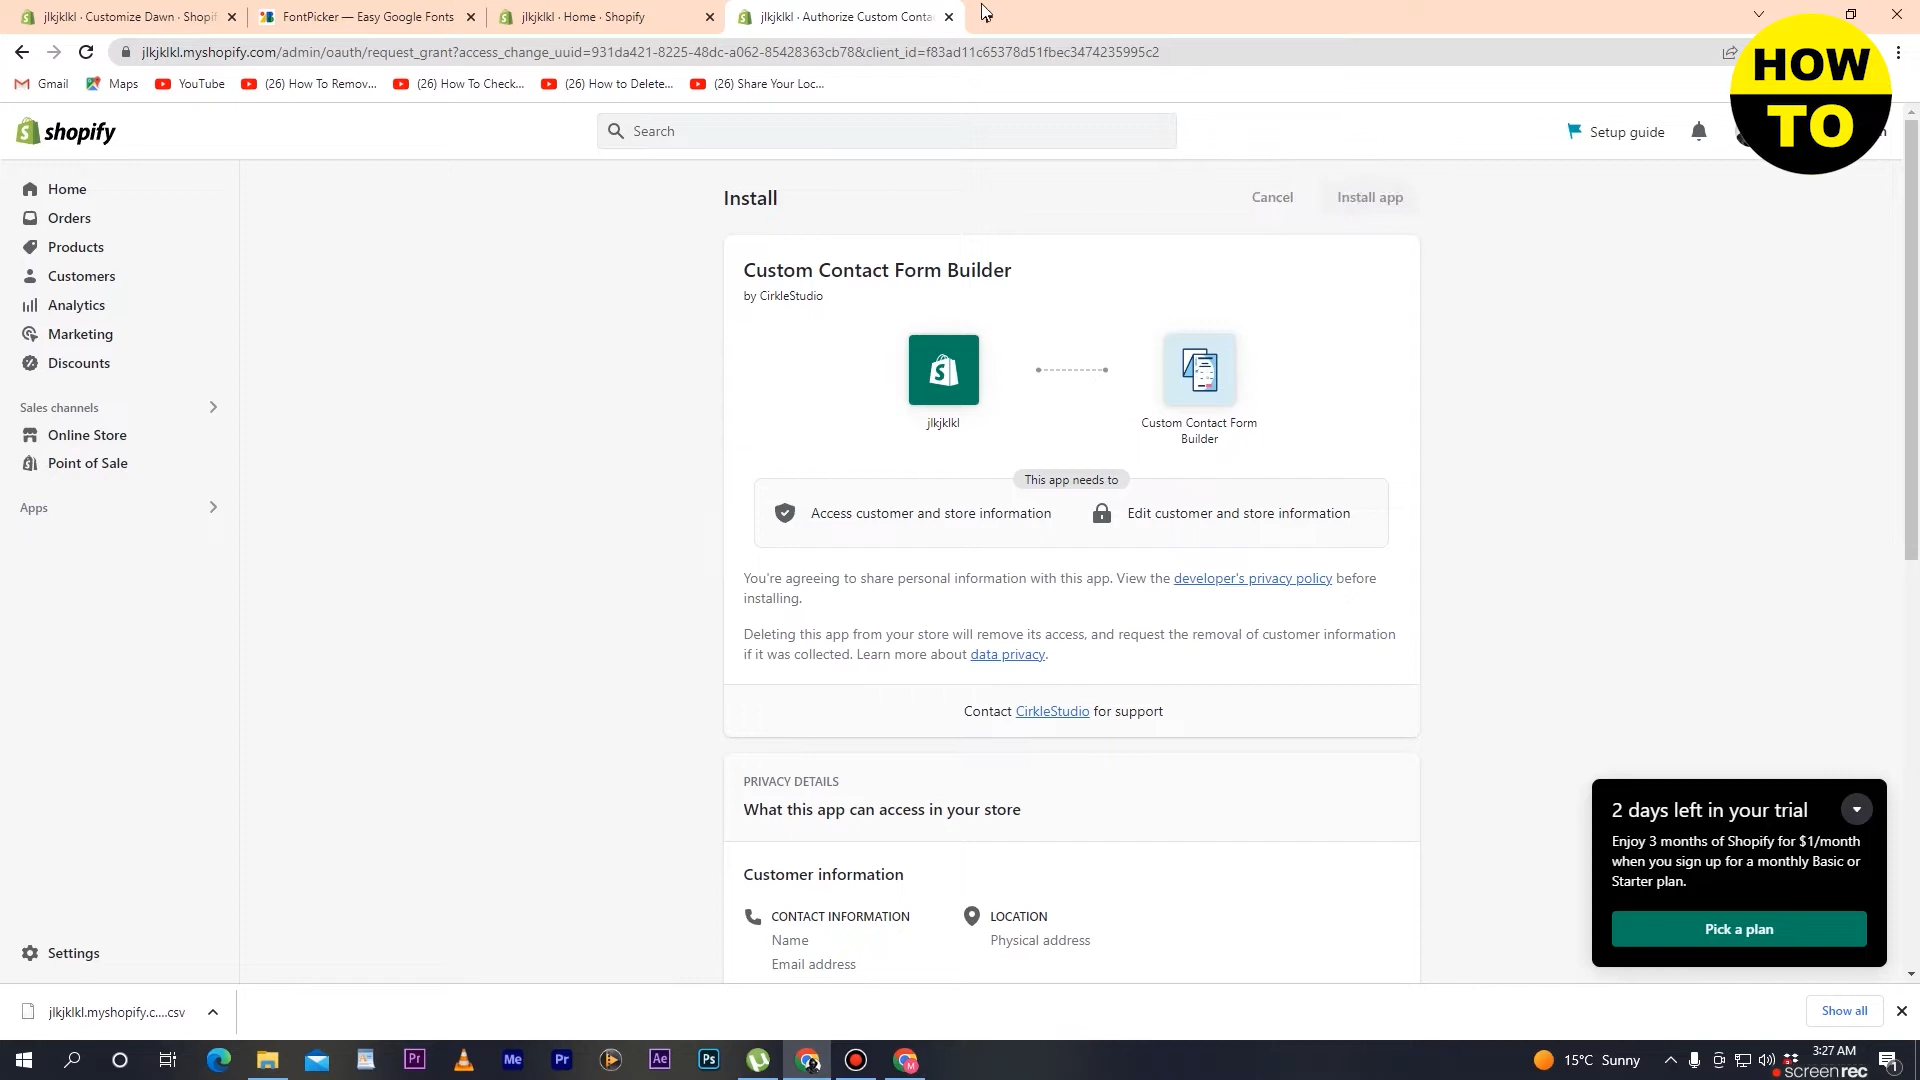 jlkjklkl · Customize Dawn · Shopif
FontPicker — Easy Google Fonts
jlkjklkl · Home · Shopify
jlkjklkl · Authorize Custom Conta
jlkjklkl.myshopify.com/admin/oauth/request_grant?access_change_uuid=931da421-8225-48dc-a062-85428363cb78&client_id=f83ad11c65378d51fbec3474235995c2
Gmail
Maps
YouTube
(26) How To Remov...
(26) How To Check...
(26) How to Delete...
(26) Share Your Loc...
HOW
TO
shopify
Search
Setup guide
Home
Orders
Products
Customers
Analytics
Marketing
Discounts
Sales channels
Online Store
Point of Sale
Apps
Settings
Install
Cancel
Install app
Custom Contact Form Builder
by CirkleStudio
jlkjklkl
Custom Contact Form
Builder
This app needs to
Access customer and store information
Edit customer and store information
You're agreeing to share personal information with this app. View the developer's privacy policy before
installing.
Deleting this app from your store will remove its access, and request the removal of customer information
if it was collected. Learn more about data privacy.
Contact CirkleStudio for support
PRIVACY DETAILS
What this app can access in your store
Customer information
CONTACT INFORMATION
Name
Email address
LOCATION
Physical address
2 days left in your trial
Enjoy 3 months of Shopify for $1/month
when you sign up for a monthly Basic or
Starter plan.
Pick a plan
jlkjklkl.myshopify.c....csv
Show all
Pr
Me
Pr
Ae
Ps
M
15°C Sunny
3:27 AM
screenrec
1